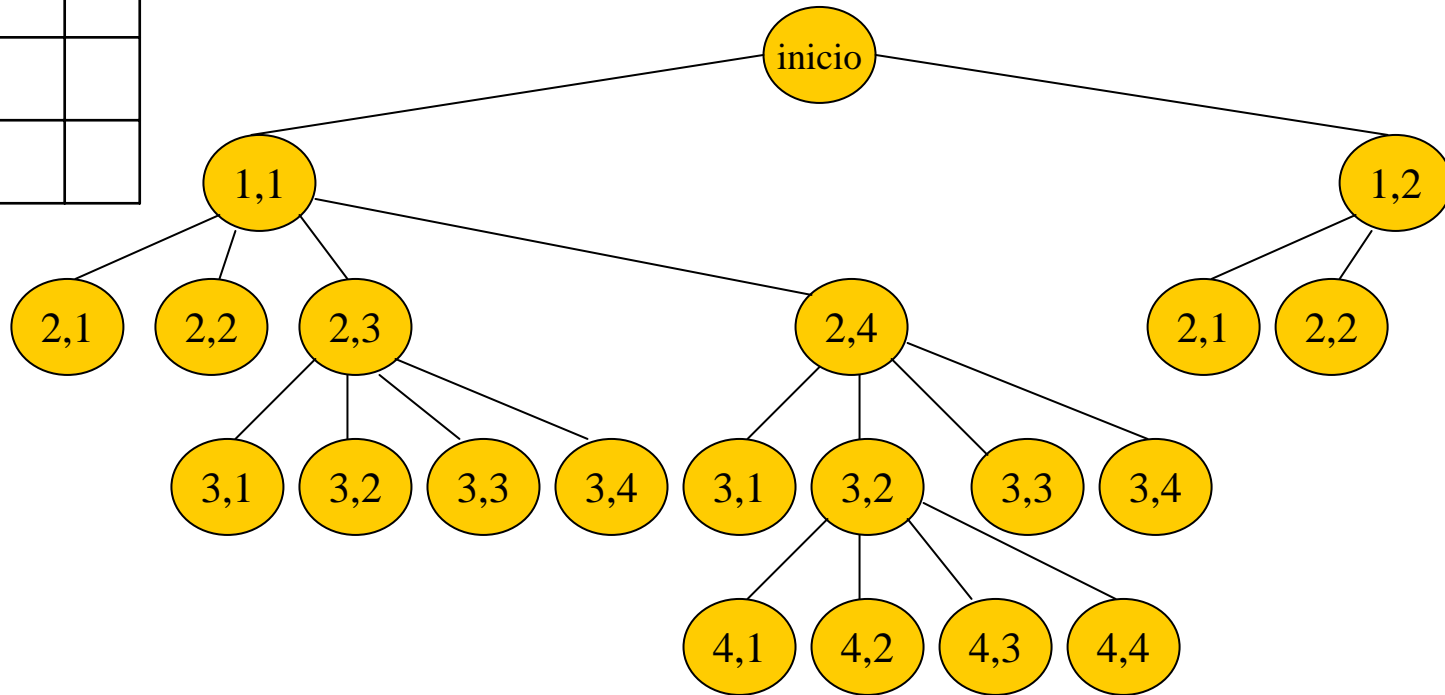 inicio
1,1 1,2
2,1 2,2 2,3 2,4 2,1 2,2
3,1 3,2 3,3 3,4 3,1 3,2 3,3 3,4
4,1 4,2 4,3 4,4